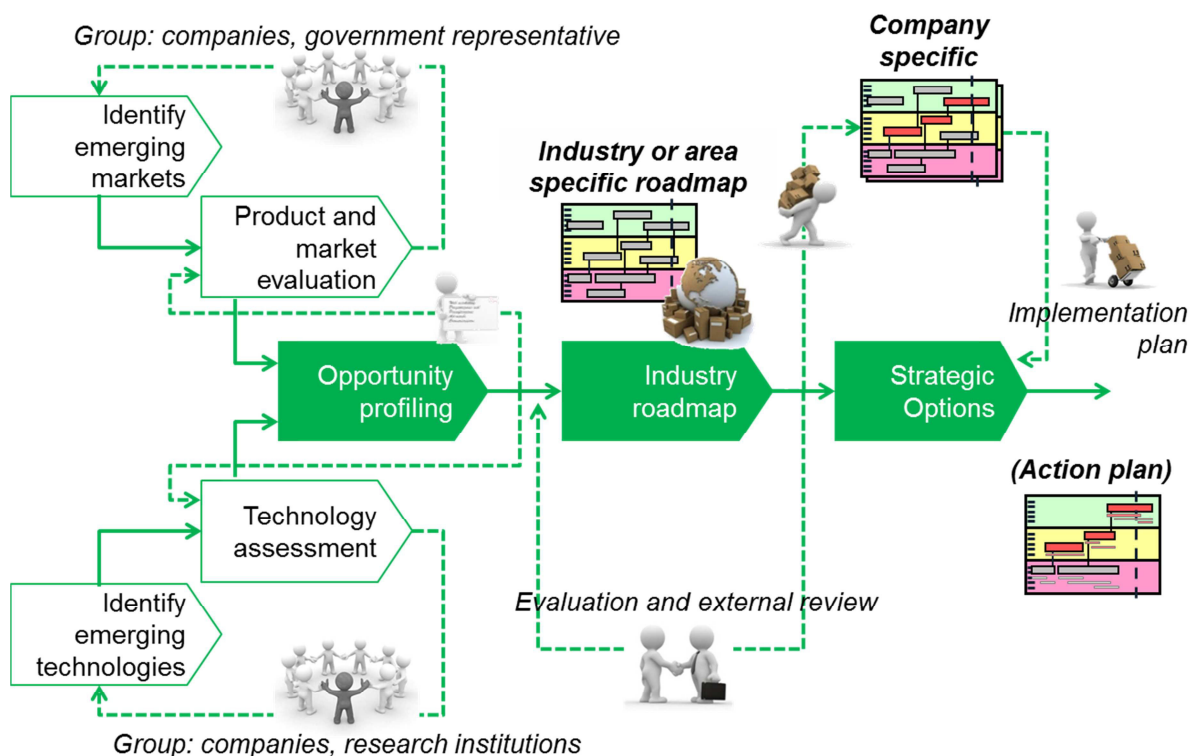 Group: companies, government representative
Company
specific
Identify
emerging
markets
Industry or area
specific roadmap
Product and
market
evaluation
Implementation
plan
Opportunity
profiling
Industry
roadmap
Strategic
Options
(Action plan)
Technology
assessment
Evaluation and external review
Identify
emerging
technologies
Group: companies, research institutions